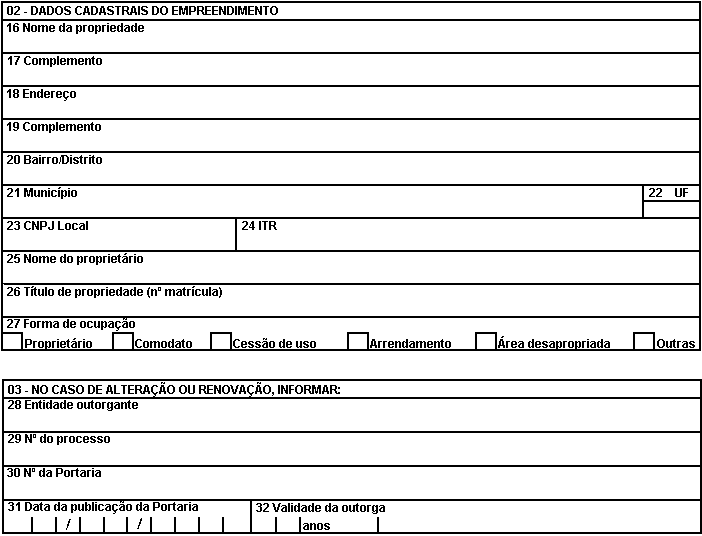 02 - DADOS CADASTRAIS DO EMPREENDIMENTO
16 Nome da propriedade
17 Complemento
18 Endereço
19 Complemento
20 Bairro/Distrito
21 Município
22 UF
23 CNPJ Local
24 ITR
25 Nome do proprietário
26 Título de propriedade (nº matrícula)
27 Forma de ocupação
Proprietário Comodato Cessão de uso Arrendamento Área desapropriada Outras
03 - NO CASO DE ALTERAÇÃO OU RENOVAÇÃO, INFORMAR:
28 Entidade outorgante
29 Nº do processo
30 Nº da Portaria
31 Data da publicação da Portaria
/ /
32 Validade da outorga
anos